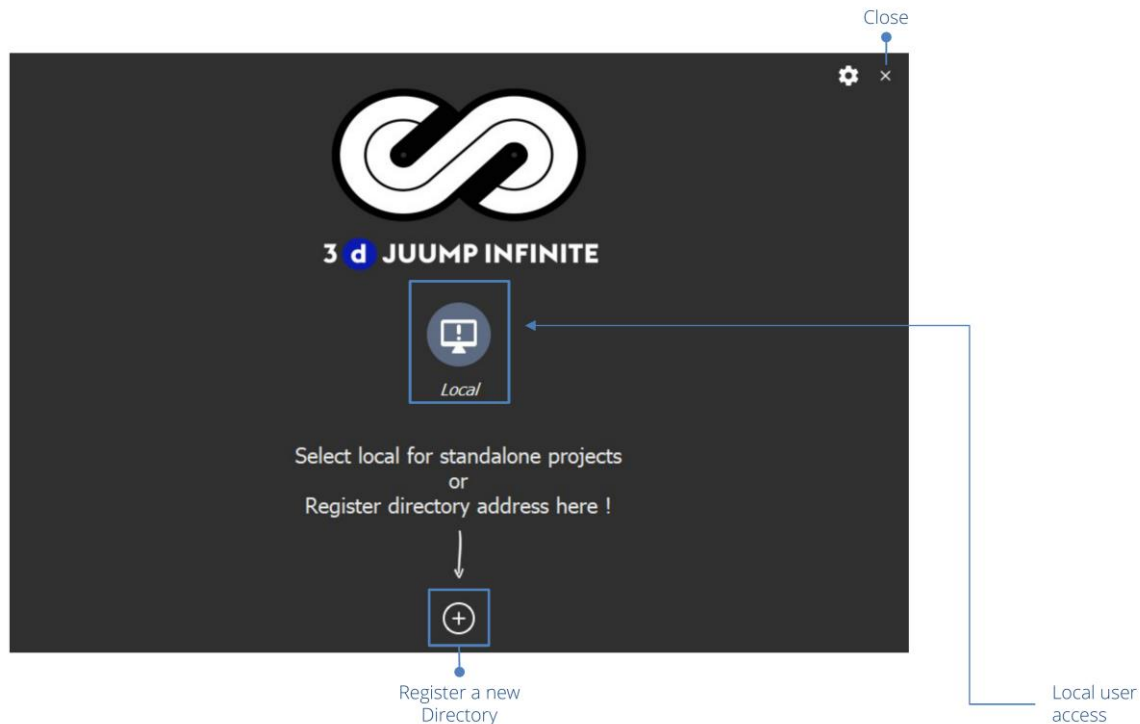 Close
3 d JUUMP INFINITE
Local
Select local for standalone projects
or
Register directory address here !
Register a new
Directory
Local user
access